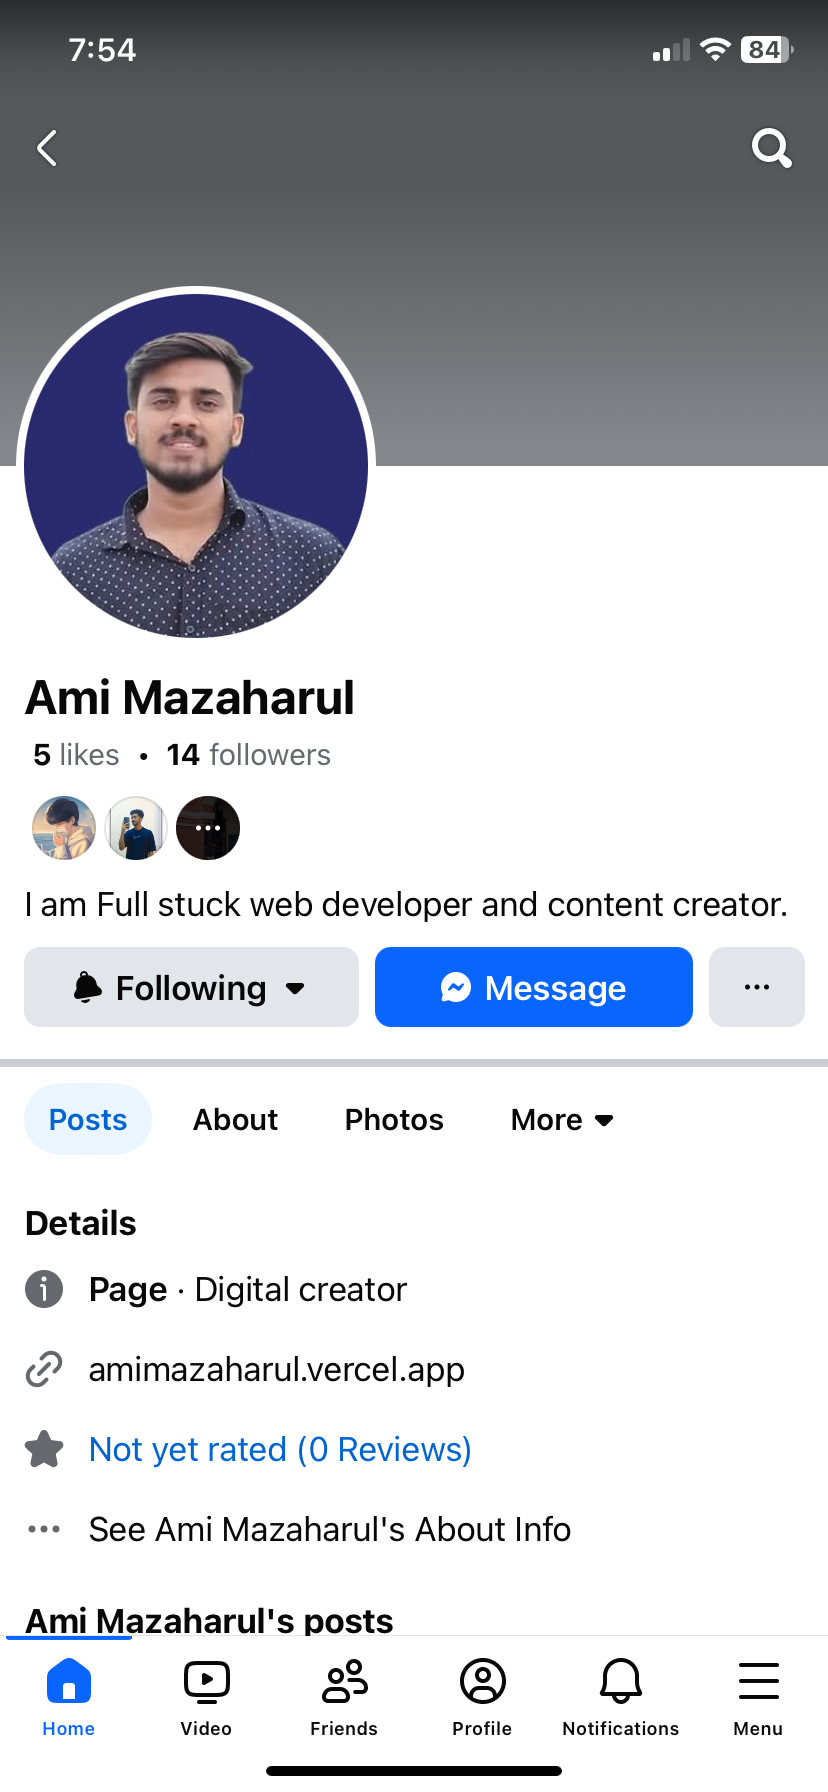 7:54
84
Ami Mazaharul
5 likes • 14 followers
I am Full stuck web developer and content creator.
Following
Message
Posts
About
Photos
More
Details
Page · Digital creator
amimazaharul.vercel.app
Not yet rated (0 Reviews)
See Ami Mazaharul's About Info
Ami Mazaharul's posts
Home
Video
Friends
Profile
Notifications
Menu